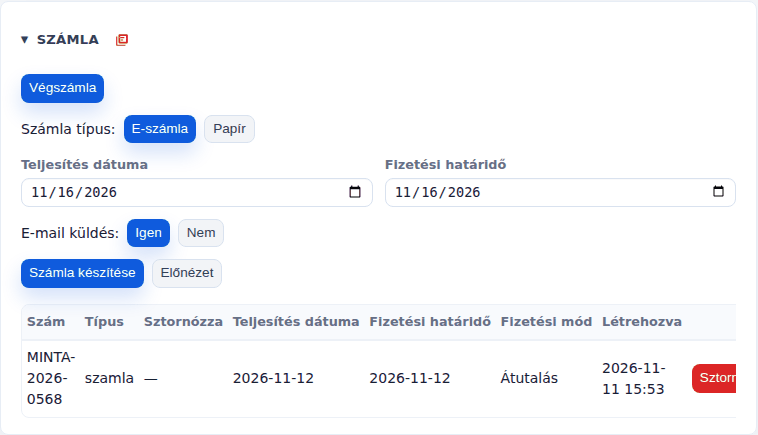 ▼ SZÁMLA
Végszámla
Számla típus: E-számla Papír
Teljesítés dátuma Fizetési határidő
11/16/2026 11/16/2026
E-mail küldés: Igen Nem
Számla készítése Előnézet
Szám Típus Sztornózza Teljesítés dátuma Fizetési határidő Fizetési mód Létrehozva
MINTA-
2026-
0568
szamla — 2026-11-12 2026-11-12 Átutalás
2026-11-
11 15:53